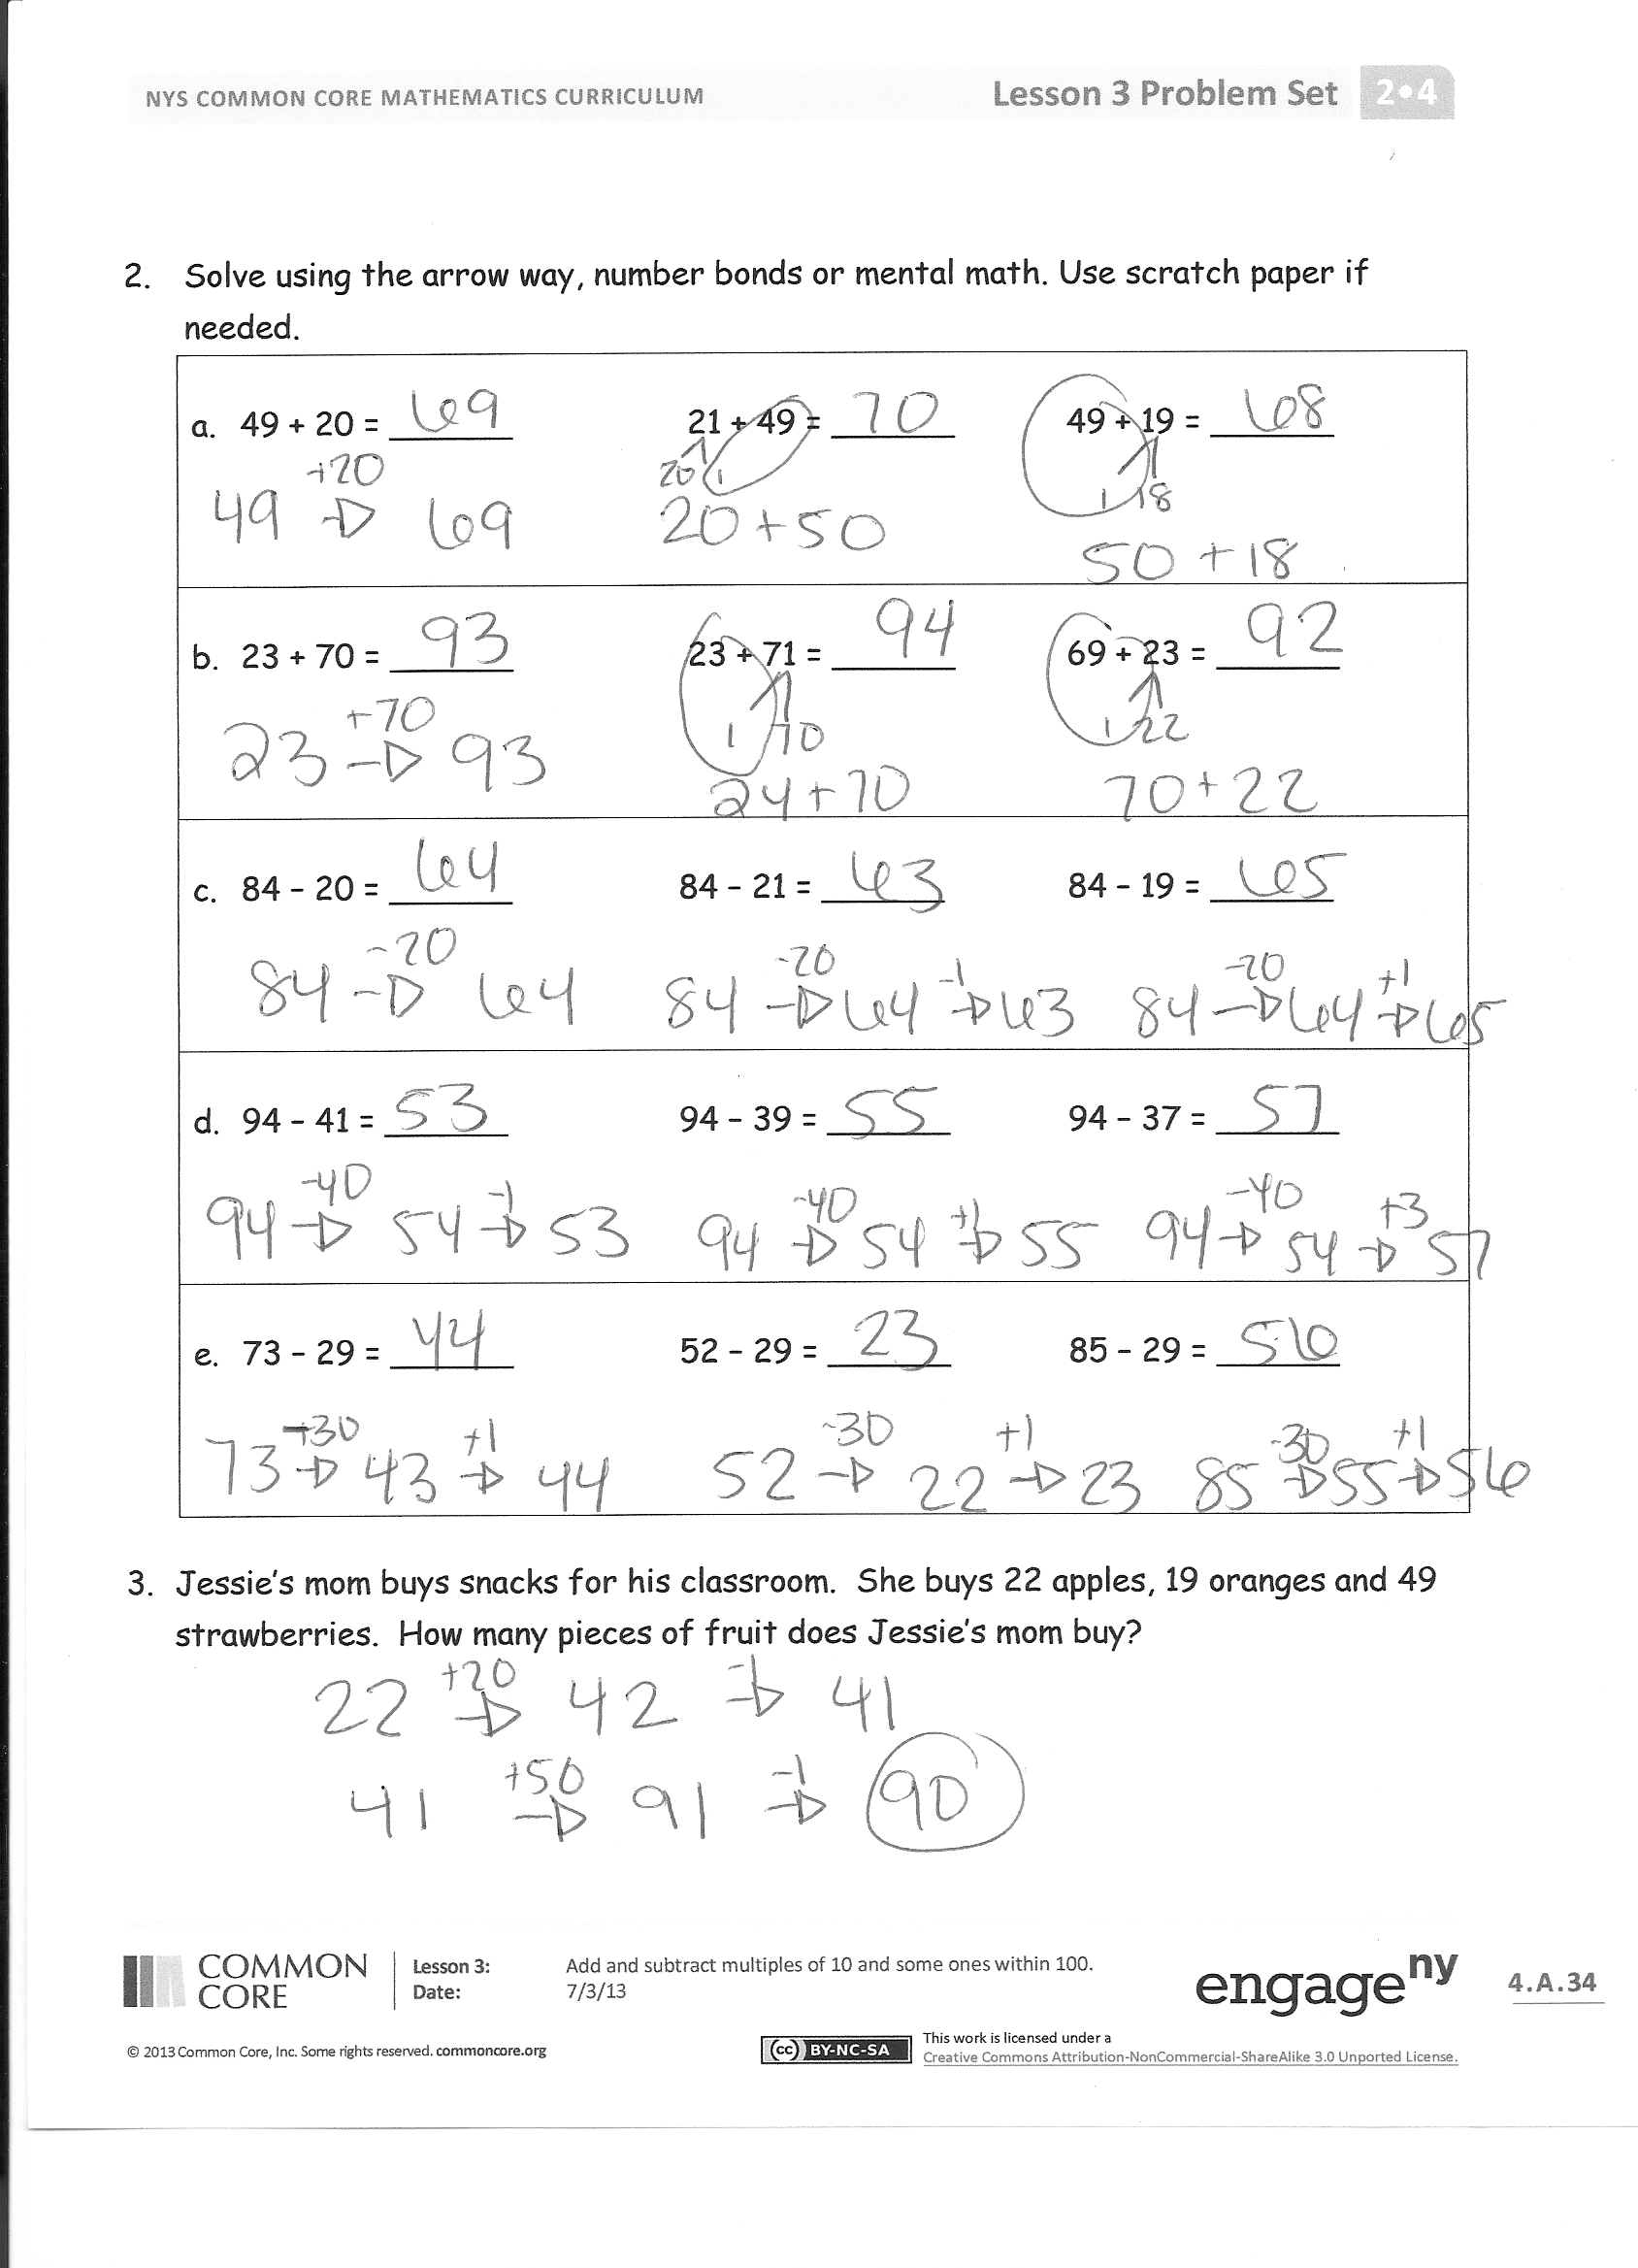 NYS COMMON CORE MATHEMATICS CURRICULUM Lesson 3 Problem Set 2•4
2. Solve using the arrow way, number bonds or mental math. Use scratch paper if
needed.
a. 49 + 20 = 69 21 + 49 = 70 49 + 19 = 68
+20 20 1 1 18
49 → 69 20 + 50 50 + 18
b. 23 + 70 = 93 23 + 71 = 94 69 + 23 = 92
+70 1 70 1 22
23 → 93 24 + 70 70 + 22
c. 84 - 20 = 64 84 - 21 = 63 84 - 19 = 65
-20 -20 -1 -20 +1
84 → 64 84 → 64 → 63 84 → 64 → 65
d. 94 - 41 = 53 94 - 39 = 55 94 - 37 = 57
-40 -1 -40 +1 -40 +3
94 → 54 → 53 94 → 54 → 55 94 → 54 → 57
e. 73 - 29 = 44 52 - 29 = 23 85 - 29 = 56
-30 +1 -30 +1 -30 +1
73 → 43 → 44 52 → 22 → 23 85 → 55 → 56
3. Jessie's mom buys snacks for his classroom. She buys 22 apples, 19 oranges and 49
strawberries. How many pieces of fruit does Jessie's mom buy?
+20 -1
22 → 42 → 41
+50 -1
41 → 91 → 90
COMMON CORE
Lesson 3: Add and subtract multiples of 10 and some ones within 100.
Date: 7/3/13
engage ny 4.A.34
© 2013 Common Core, Inc. Some rights reserved. commoncore.org
cc BY-NC-SA
This work is licensed under a
Creative Commons Attribution-NonCommercial-ShareAlike 3.0 Unported License.